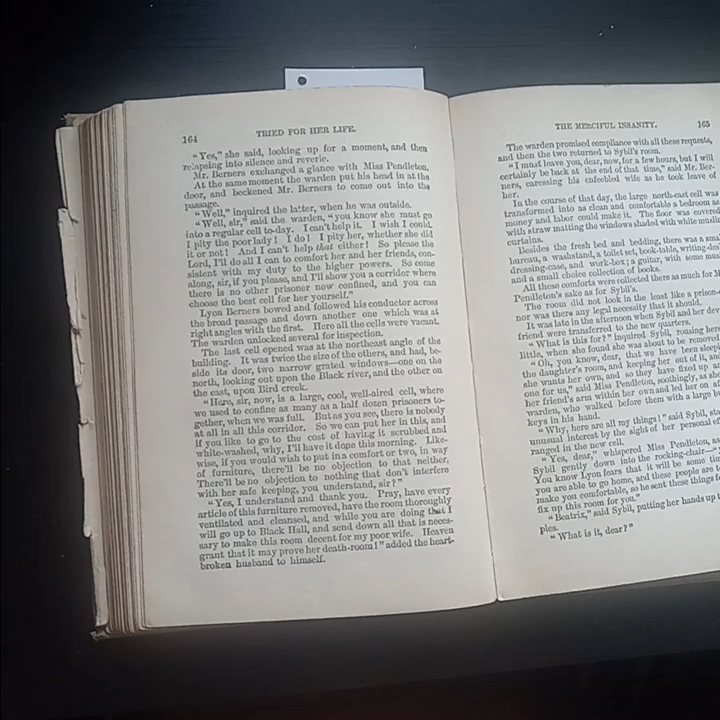 164
TRIED FOR HER LIFE.
"Yes," she said, looking up for a moment, and then
relapsing into silence and reverie.
Mr. Berners exchanged a glance with Miss Pendleton.
At the same moment the warden put his head in at the
door, and beckened Mr. Berners to come out into the
passage.
"Well," inquired the latter, when he was outside.
"Well, sir," said the warden, "you know she must go
into a regular cell to-day. I can't help it. I wish I could.
I pity the poor lady! I do! I pity her, whether she did
it or not! And I can't help that either! So please the
Lord, I'll do all I can to comfort her and her friends, con-
sistent with my duty to the higher powers. So come
along, sir, if you please, and I'll show you a corridor where
there is no other prisoner now confined, and you can
choose the best cell for her yourself."
Lyon Berners bowed and followed his conductor across
the broad passage and down another one which was at
right angles with the first. Here all the cells were vacant.
The warden unlocked several for inspection.
The last cell opened was at the northeast angle of the
building. It was twice the size of the others, and had, be-
side its door, two narrow grated windows—one on the
north, looking out upon the Black river, and the other on
the east, upon Bird creek.
"Here, sir, now, is a large, cool, well-aired cell, where
we used to confine as many as a half dozen prisoners to-
gether, when we was full. But as you see, there is nobody
at all in all this corridor. So we can put her in this, and
if you like to go to the cost of having it scrubbed and
white-washed, why, I'll have it done this morning. Like-
wise, if you would wish to put in a comfort or two, in way
of furniture, there'll be no objection to that neither.
There'll be no objection to nothing that don't interfere
with her safe keeping, you understand, sir?"
"Yes, I understand and thank you. Pray, have every
article of this furniture removed, have the room thoroughly
ventilated and cleansed, and while you are doing that I
will go up to Black Hall, and send down all that is neces-
sary to make this room decent for my poor wife. Heaven
grant that it may prove her death-room!" added the heart-
broken husband to himself.
THE MERCIFUL INSANITY.
165
The warden promised compliance with all these requests,
and then the two returned to Sybil's room.
"I must leave you, dear, now, for a few hours, but I will
certainly be back at the end of that time," said Mr. Ber-
ners, caressing his enfeebled wife as he took leave of
her.
In the course of that day, the large north-east cell was
transformed into as clean and comfortable a bedroom as
money and labor could make it. The floor was covered
with straw matting the windows shaded with white muslin
curtains.
Besides the fresh bed and bedding, there was a
bureau, a washstand, a toilet set, book-table,
dressing-case, and work-box; a guitar, with some
and a small choice collection of books.
All these comforts were collected there as much for
Pendleton's sake as for Sybil's.
The room did not look in the least like a
nor was there any legal necessity that it should.
It was late in the afternoon when Sybil and her
friend were transferred to the new quarters.
"What is this for?" inquired Sybil, rousing
little, when she found she was about to be removed
"Oh, you know, dear, that we have been
the daughter's room, and keeping her out of it, and
she wants her own, and so they have fixed up
one for us," said Miss Pendleton, soothingly, as
her friend's arm within her own and led her on
warden, who walked before them with a large
keys in his hand.
"Why, here are all my things!" said Sybil,
unusual interest by the sight of her personal
ranged in the new cell.
"Yes, dear," whispered Miss Pendleton,
Sybil gently down into the rocking-chair—
You know Lyon fears that it will be some
you are able to go home, and these people are
make you comfortable, so he sent these things
fix up this room for you."
"Beatrix," said Sybil, putting her hands up
ples.
"What is it, dear?"